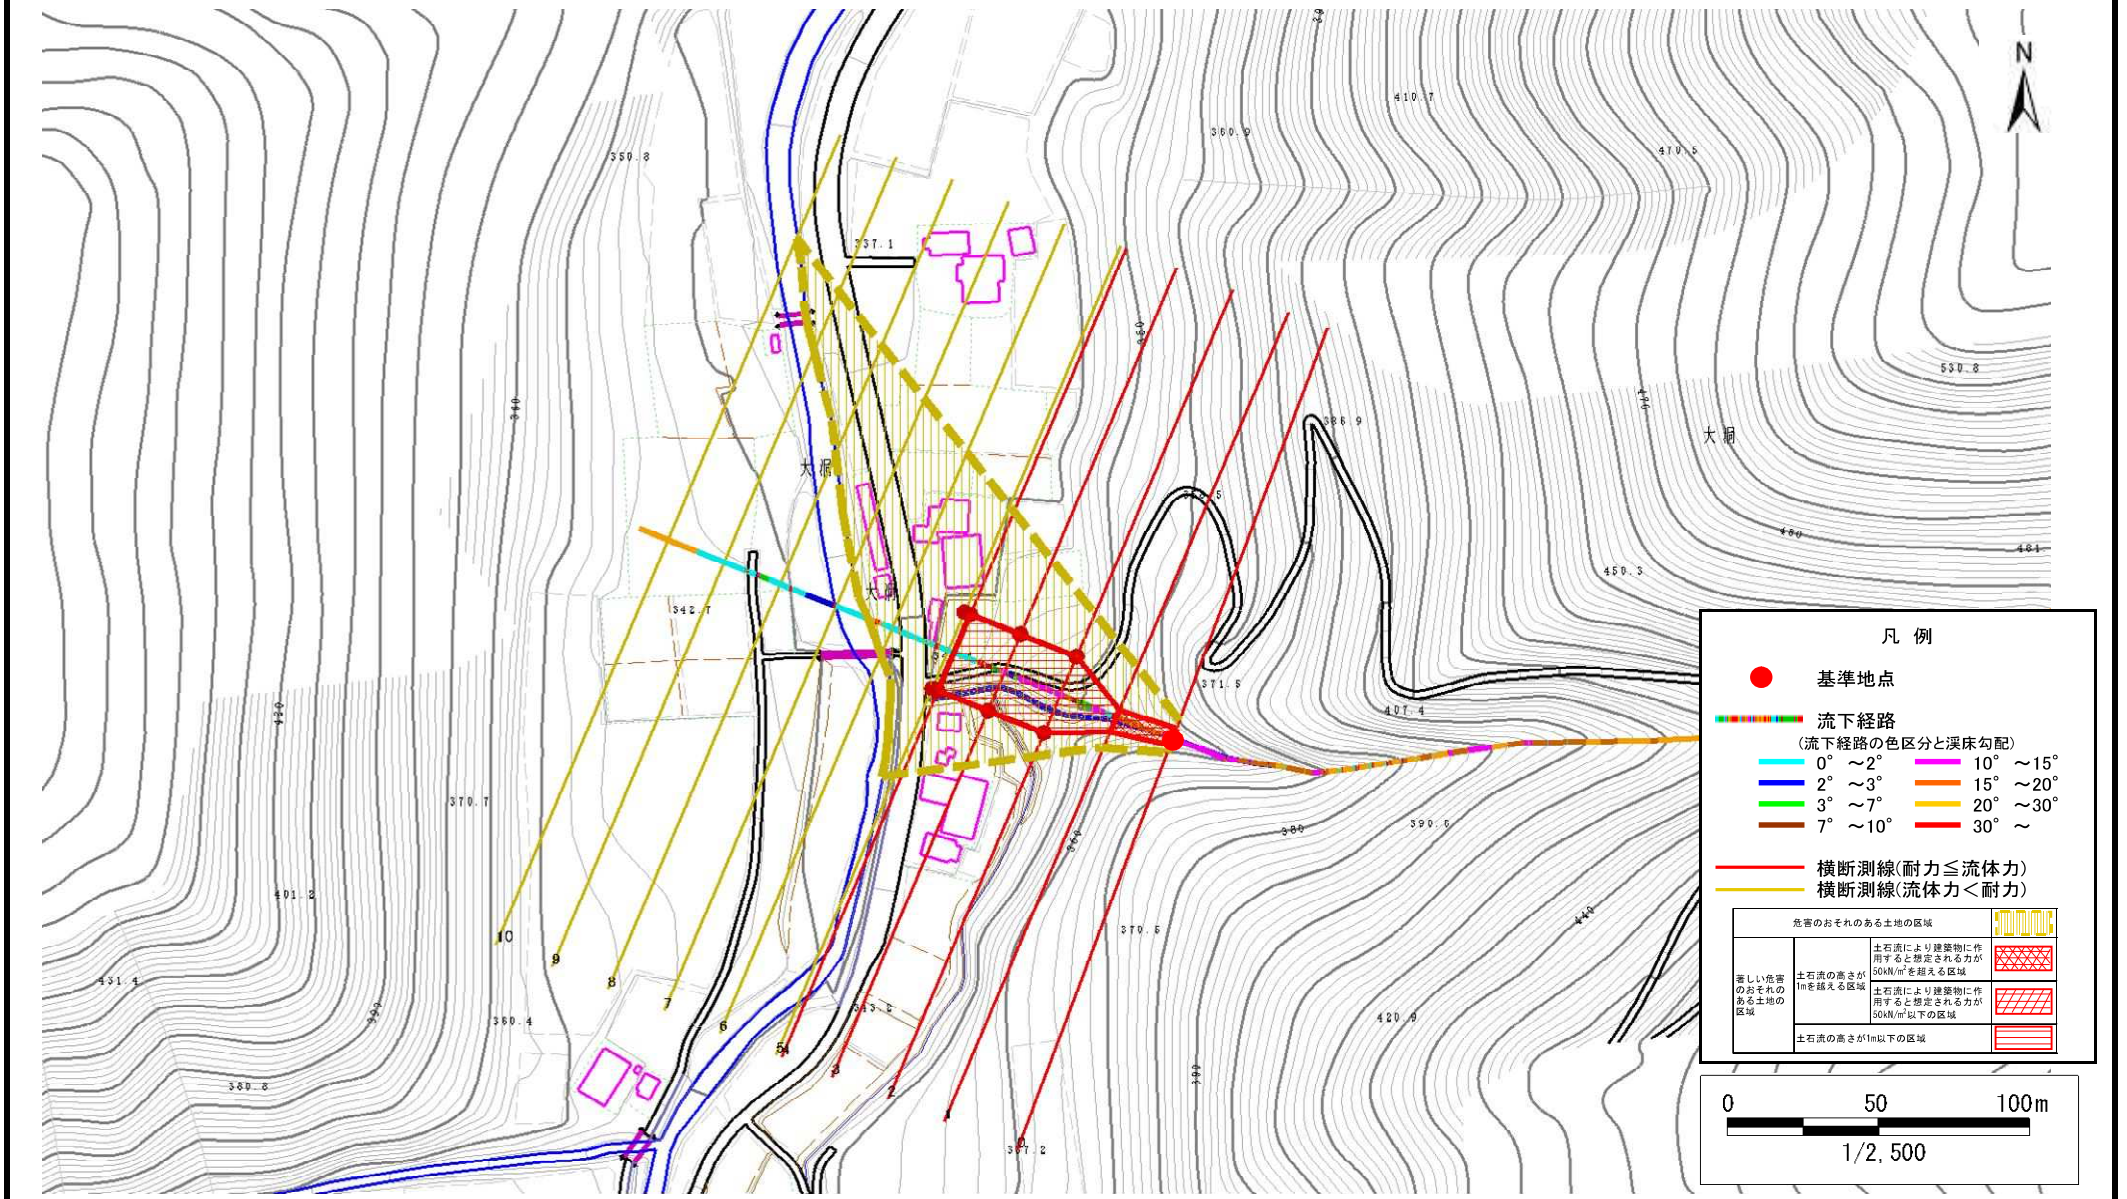 N
410.7
360.9
350.8
470.5
337.1
530.8
340
386.9
470
大洞
大洞
480
481.
450.3
大洞
342.7
371.5
407.4
420
370.7
380
390.6
360
401.2
440
370.5
10
9
431.4
8
7
390
360.4
343.2
420.9
6
5
4
3
380.8
2
390
1
0
337.2
凡 例
基準地点
流下経路
(流下経路の色区分と渓床勾配)
0° ～2° 10° ～15°
2° ～3° 15° ～20°
3° ～7° 20° ～30°
7° ～10° 30° ～
横断測線(耐力≦流体力)
横断測線(流体力<耐力)
危害のおそれのある土地の区域
著しい危害
のおそれの
ある土地の
区域
土石流の高さが
1mを越える区域
土石流により建築物に作
用すると想定される力が
50kN/m²を超える区域
土石流により建築物に作
用すると想定される力が
50kN/m²以下の区域
土石流の高さが1m以下の区域
0 50 100m
1/2,500